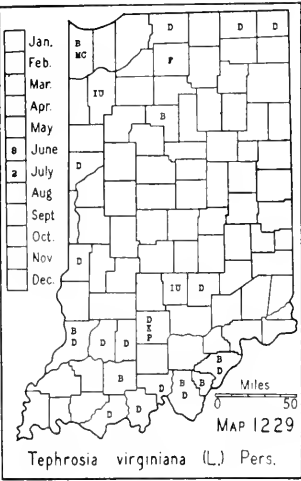 Jan.
Feb.
Mar.
Apr.
May
8 June
2 July
Aug
Sept
Oct.
Nov
Dec.
D D D
B
MC
F
IU
B
D
D
IU D
D
E
P
B
D
D D
B
D
B
D
B
D
B
D D
Miles
0 50
MAP 1229
Tephrosia virginiana (L.) Pers.